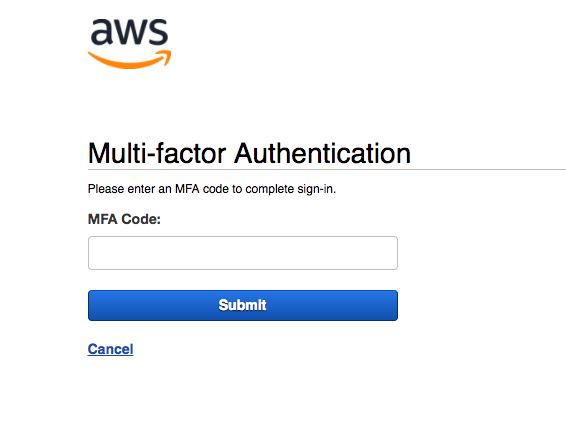 aws
Multi-factor Authentication
Please enter an MFA code to complete sign-in.
MFA Code:
Submit
Cancel